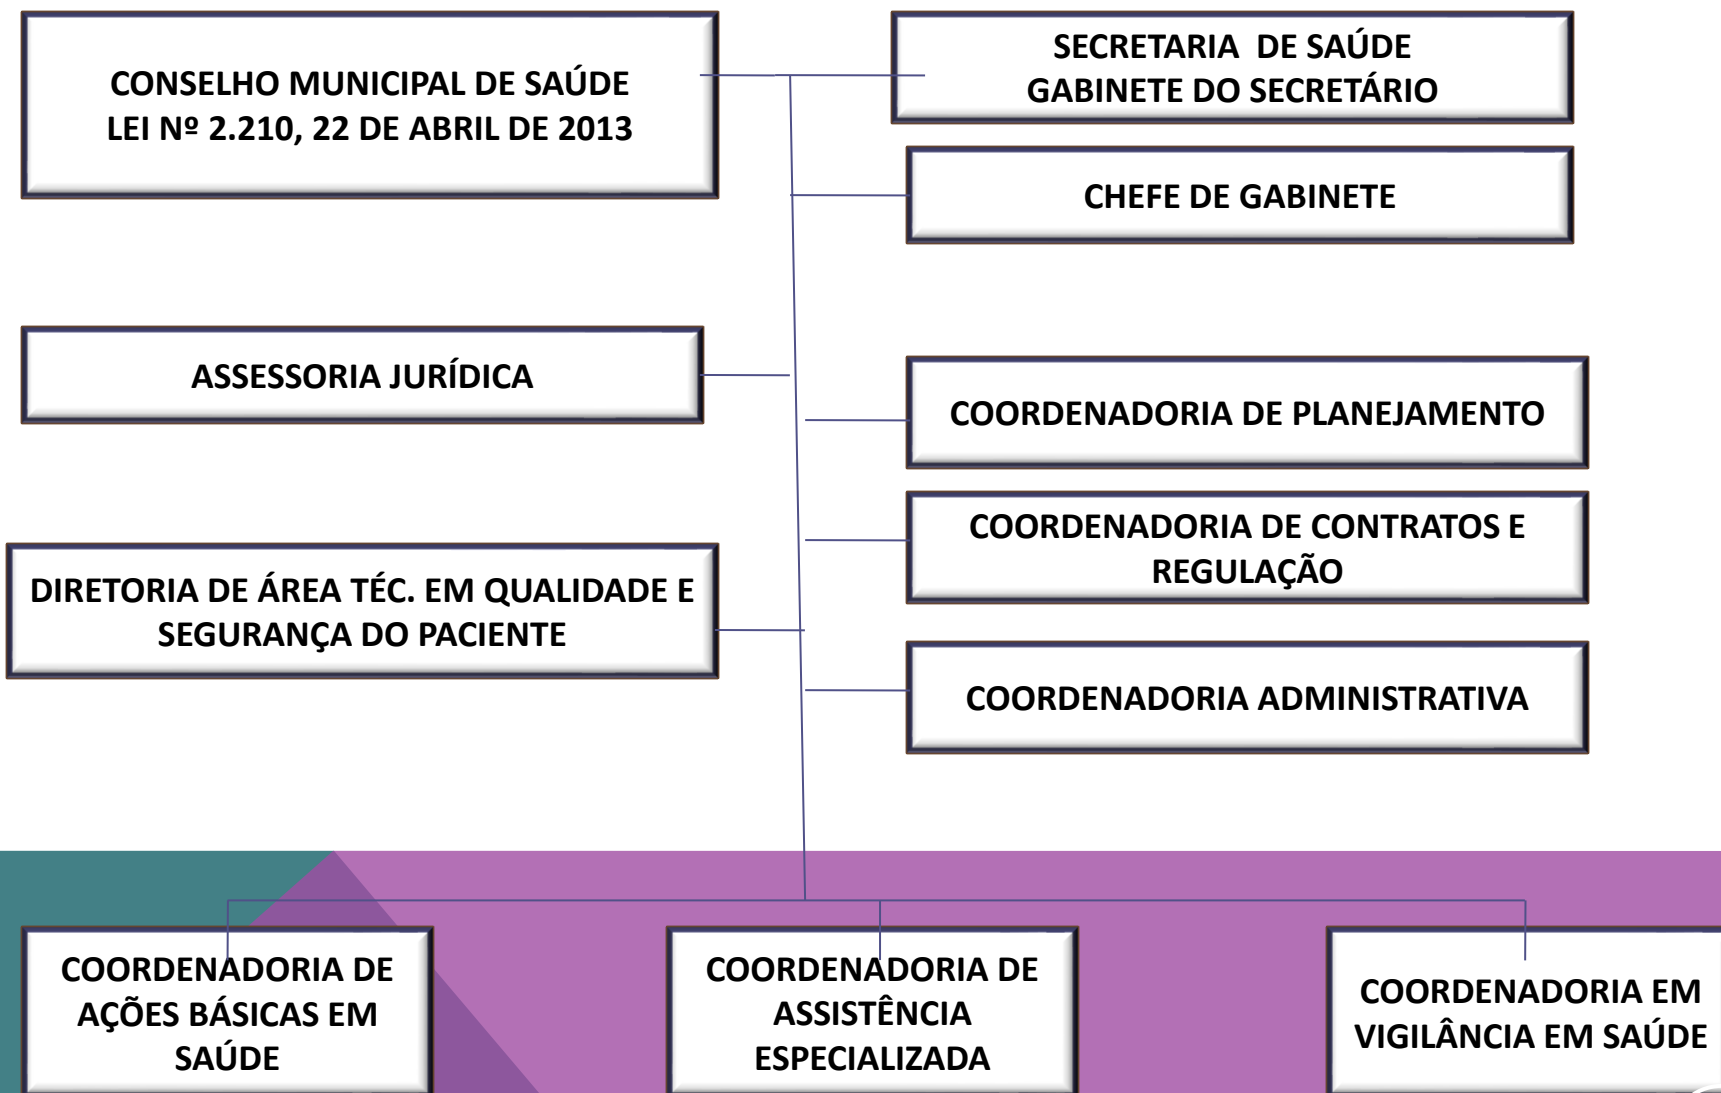 CONSELHO MUNICIPAL DE SAÚDE
LEI Nº 2.210, 22 DE ABRIL DE 2013
SECRETARIA DE SAÚDE
GABINETE DO SECRETÁRIO
CHEFE DE GABINETE
ASSESSORIA JURÍDICA
COORDENADORIA DE PLANEJAMENTO
COORDENADORIA DE CONTRATOS E
REGULAÇÃO
DIRETORIA DE ÁREA TÉC. EM QUALIDADE E
SEGURANÇA DO PACIENTE
COORDENADORIA ADMINISTRATIVA
COORDENADORIA DE
AÇÕES BÁSICAS EM
SAÚDE
COORDENADORIA DE
ASSISTÊNCIA
ESPECIALIZADA
COORDENADORIA EM
VIGILÂNCIA EM SAÚDE